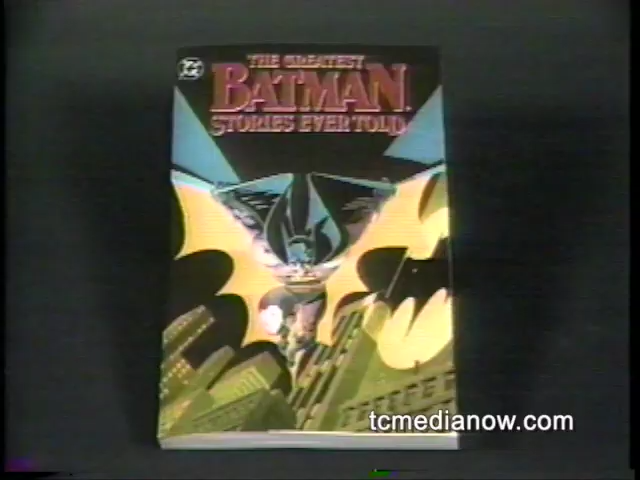 DC
THE GREATEST
BATMAN
STORIES EVER TOLD
tcmedianow.com